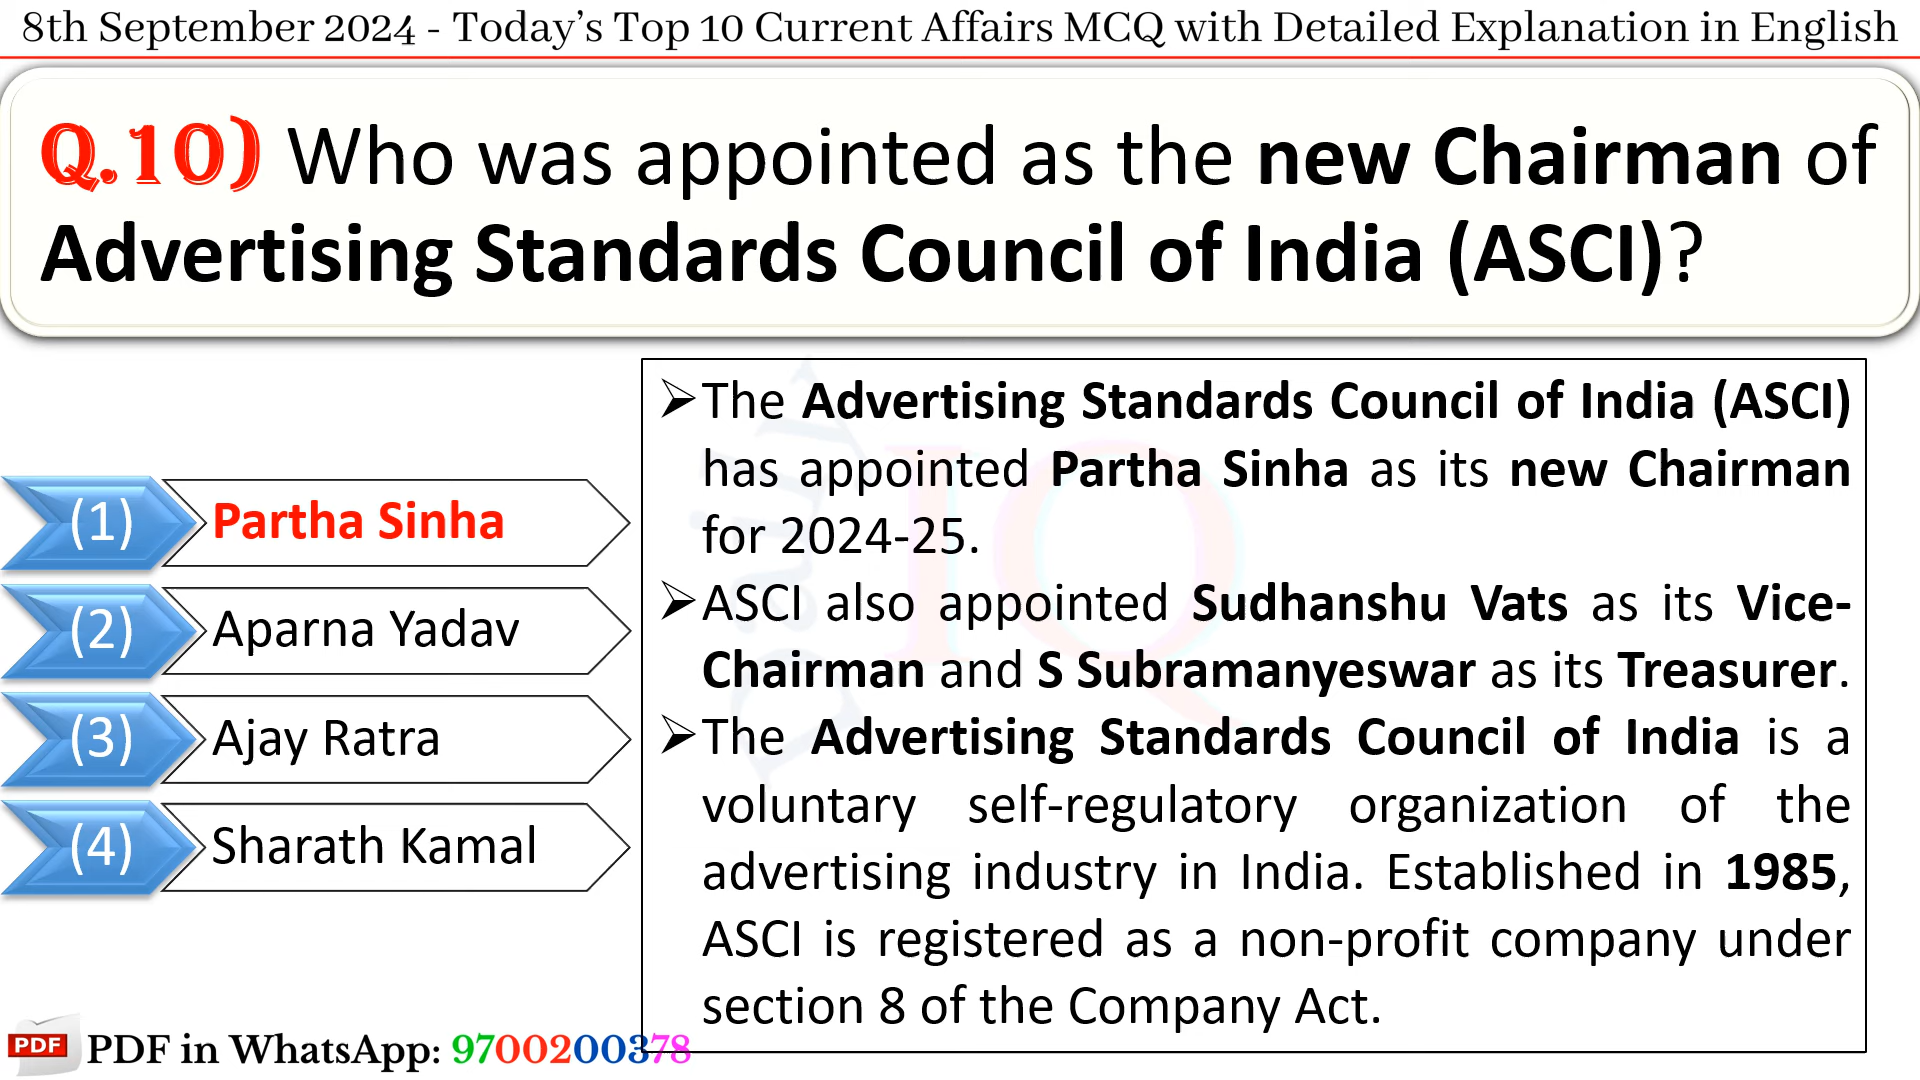 8th September 2024 - Today’s Top 10 Current Affairs MCQ with Detailed Explanation in English
Q.10) Who was appointed as the new Chairman of
Advertising Standards Council of India (ASCI)?
(1) Partha Sinha
(2) Aparna Yadav
(3) Ajay Ratra
(4) Sharath Kamal
➢The Advertising Standards Council of India (ASCI)
has appointed Partha Sinha as its new Chairman
for 2024-25.
➢ASCI also appointed Sudhanshu Vats as its Vice-
Chairman and S Subramanyeswar as its Treasurer.
➢The Advertising Standards Council of India is a
voluntary self-regulatory organization of the
advertising industry in India. Established in 1985,
ASCI is registered as a non-profit company under
section 8 of the Company Act.
Daily IQ
PDF PDF in WhatsApp: 9700200378